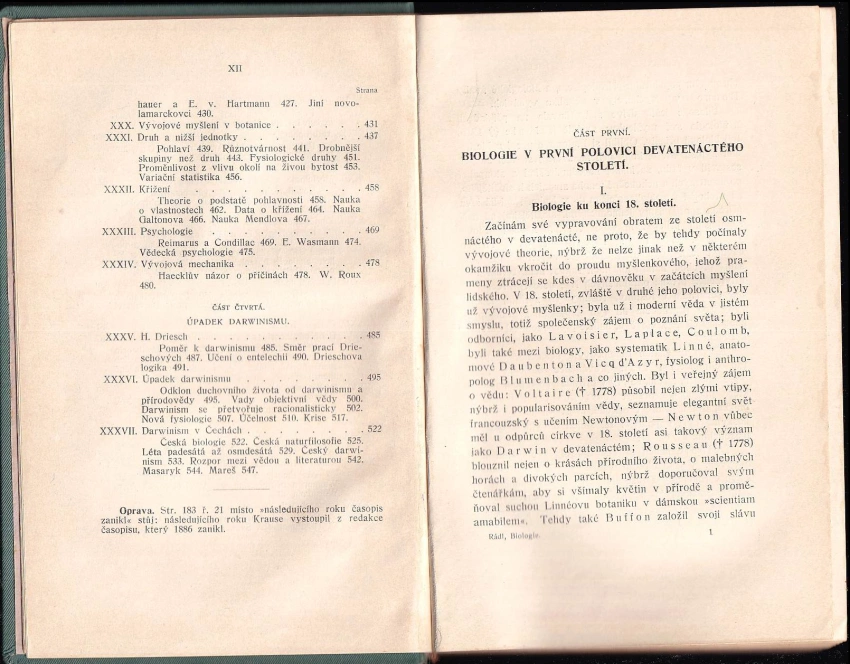 XII
Strana
hauer a E. v. Hartmann 427. Jiní novo-
lamarckovci 430.
XXX. Vývojové myšlení v botanice . . . . . . 431
XXXI. Druh a nižší jednotky . . . . . . . . 437
Pohlaví 439. Různotvárnost 441. Drobnější
skupiny než druh 443. Fysiologické druhy 451.
Proměnlivost z vlivu okolí na živou bytost 453.
Variační statistika 456.
XXXII. Křížení . . . . . . . . . . . 458
Theorie o podstatě pohlavnosti 458. Nauka
o vlastnostech 462. Data o křížení 464. Nauka
Galtonova 466. Nauka Mendlova 467.
XXXIII. Psychologie . . . . . . . . . . 469
Reimarus a Condillac 469. E. Wasmann 474.
Vědecká psychologie 475.
XXXIV. Vývojová mechanika . . . . . . . . 478
Haecklův názor o příčinách 478. W. Roux
480.
ČÁST ČTVRTÁ.
ÚPADEK DARWINISMU.
XXXV. H. Driesch . . . . . . . . . . . 485
Poměr k darwinismu 485. Směr prací Drie-
schových 487. Učení o entelechii 490. Drieschova
logika 491.
XXXVI. Úpadek darwinismu . . . . . . . . 495
Odklon duchovního života od darwinismu a
přírodovědy 495. Vady objektivní vědy 500.
Darwinism se přetvořuje racionalisticky 502.
Nová fysiologie 507. Účelnost 510. Krise 517.
XXXVII. Darwinism v Čechách . . . . . . . . 522
Česká biologie 522. Česká naturfilosofie 525.
Léta padesátá až osmdesátá 529. Český darwi-
nism 533. Rozpor mezi vědou a literaturou 542.
Masaryk 544. Mareš 547.
Oprava. Str. 183 ř. 21 místo »následujícího roku časopis
zanikl« stůj: následujícího roku Krause vystoupil z redakce
časopisu, který 1886 zanikl.
ČÁST PRVNÍ.
BIOLOGIE V PRVNÍ POLOVICI DEVATENÁCTÉHO
STOLETÍ.
I.
Biologie ku konci 18. století.
Začínám své vypravování obratem ze století osm-
náctého v devatenácté, ne proto, že by tehdy počínaly
vývojové theorie, nýbrž že nelze jinak než v některém
okamžiku vkročit do proudu myšlenkového, jehož pra-
meny ztrácejí se kdes v dávnověku v začátcích myšlení
lidského. V 18. století, zvláště v druhé jeho polovici, byly
už vývojové myšlenky; byla už i moderní věda v jistém
smyslu, totiž společenský zájem o poznání světa; byli
odborníci, jako Lavoisier, Laplace, Coulomb,
byli také mezi biology, jako systematik Linné, anato-
mové Daubenton a Vicq d'Azyr, fysiolog i anthro-
polog Blumenbach a co jiných. Byl i veřejný zájem
o vědu: Voltaire († 1778) působil nejen zlými vtipy,
nýbrž i popularisováním vědy, seznamuje elegantní svět
francouzský s učením Newtonovým — Newton vůbec
měl u odpůrců církve v 18. století asi takový význam
jako Darwin v devatenáctém; Rousseau († 1778)
blouznil nejen o krásách přírodního života, o malebných
horách a divokých parcích, nýbrž doporučoval svým
čtenářkám, aby si všímaly květin v přírodě a promě-
ňoval suchou Linnéovu botaniku v dámskou »scientiam
amabilem«. Tehdy také Buffon založil svoji slávu
Rádl, Biologie.
1